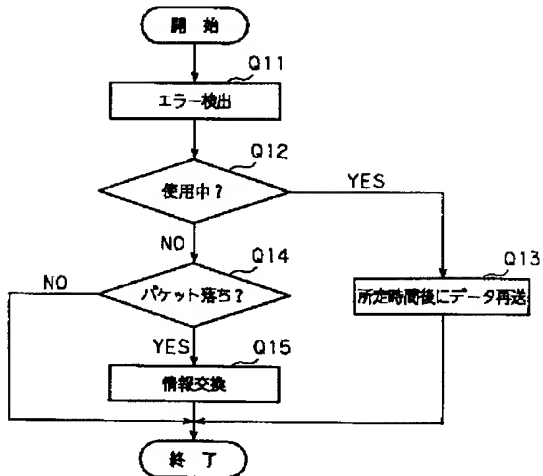 開 始
Q11
エラー検出
Q12
使用中?
YES
NO
Q14
Q13
NO
パケット落ち?
所定時間後にデータ再送
YES
Q15
情報交換
終 了